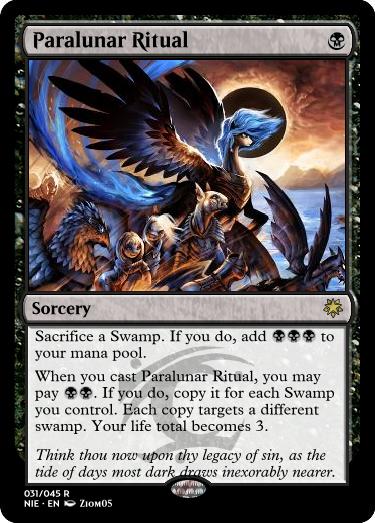 Paralunar Ritual
Sorcery
Sacrifice a Swamp. If you do, add to
your mana pool.
When you cast Paralunar Ritual, you may
pay . If you do, copy it for each Swamp
you control. Each copy targets a different
swamp. Your life total becomes 3.
Think thou now upon thy legacy of sin, as the
tide of days most dark draws inexorably nearer.
031/045 R
NIE • EN Ziom05